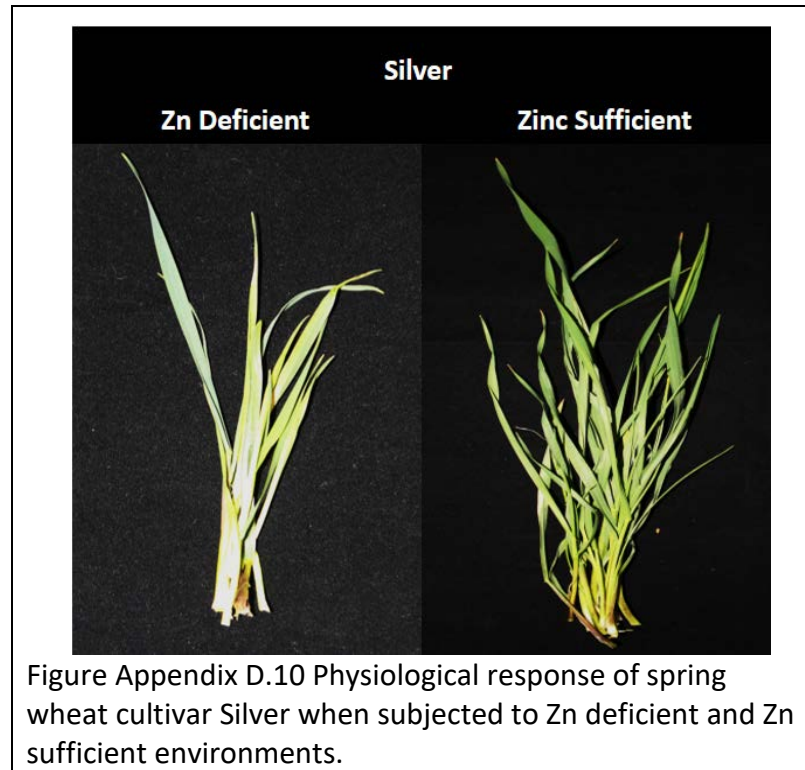 Silver
Zn Deficient Zinc Sufficient
Figure Appendix D.10 Physiological response of spring
wheat cultivar Silver when subjected to Zn deficient and Zn
sufficient environments.